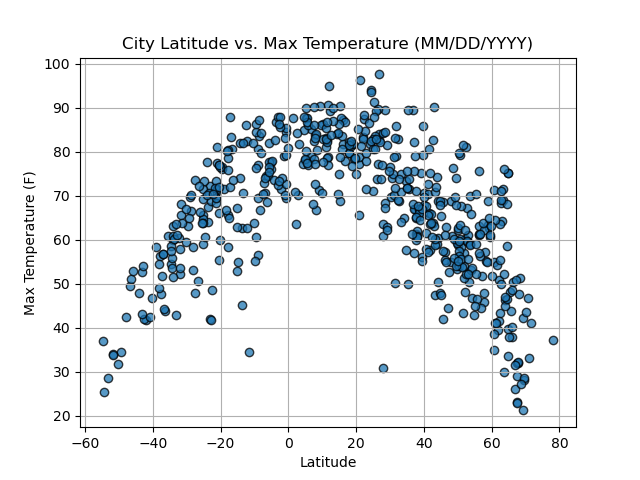 City Latitude vs. Max Temperature (MM/DD/YYYY)
100
90
80
70
60
50
40
30
20
Max Temperature (F)
−60 −40 −20 0 20 40 60 80
Latitude